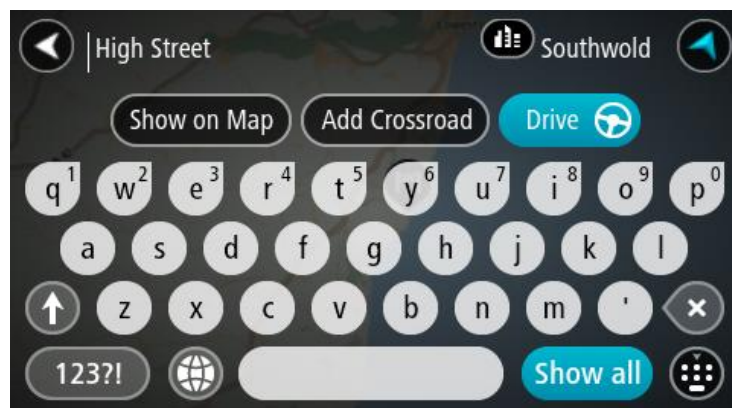 High Street Southwold
Show on Map Add Crossroad Drive
q1 w2 e3 r4 t5 y6 u7 i8 o9 p0
a s d f g h j k l
z x c v b n m '
123?! Show all